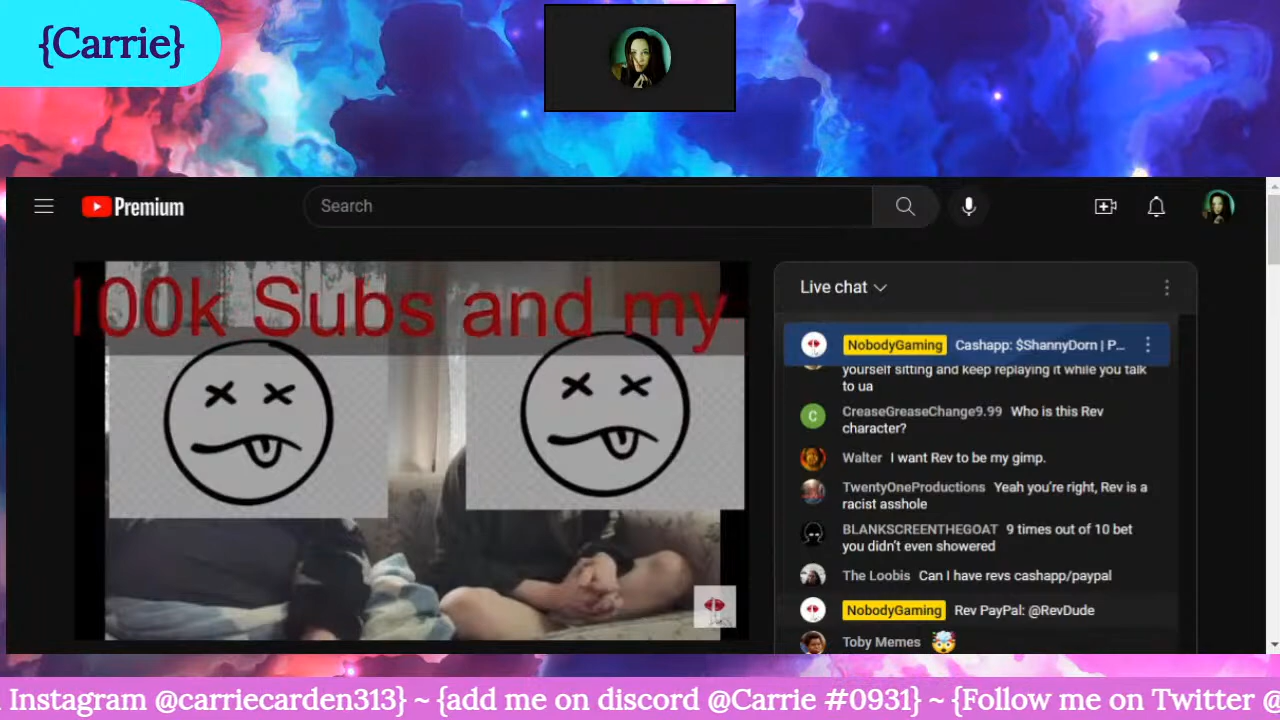 {Carrie}
Premium
Search
100k Subs and my
Live chat
NobodyGaming Cashapp: $ShannyDorn | P...
yourself sitting and keep replaying it while you talk
to ua
C CreaseGreaseChange9.99 Who is this Rev
character?
Walter I want Rev to be my gimp.
TwentyOneProductions Yeah you're right, Rev is a
racist asshole
BLANKSCREENTHEGOAT 9 times out of 10 bet
you didn't even showered
The Loobis Can I have revs cashapp/paypal
NobodyGaming Rev PayPal: @RevDude
Toby Memes 🤯
Instagram @carriecarden313} ~ {add me on discord @Carrie #0931} ~ {Follow me on Twitter @